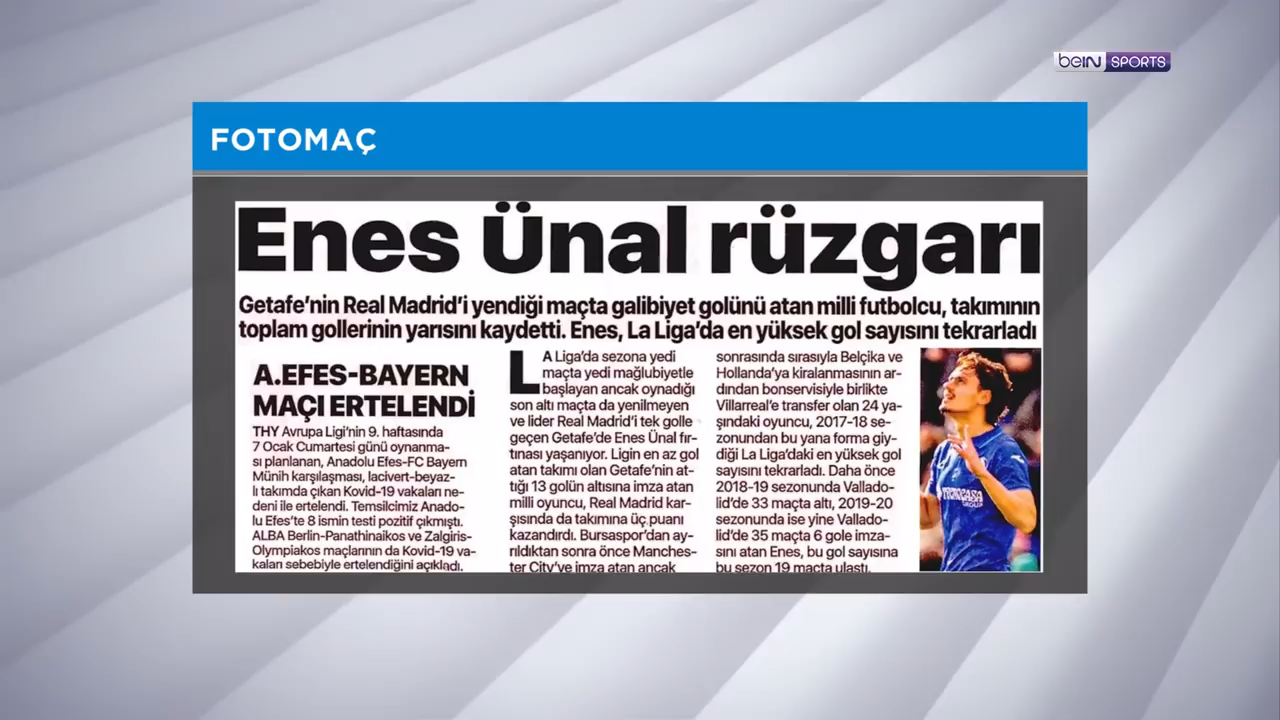 beIN SPORTS
FOTOMAÇ
Enes Ünal rüzgarı
Getafe’nin Real Madrid’i yendiği maçta galibiyet golünü atan milli futbolcu, takımının
toplam gollerinin yarısını kaydetti. Enes, La Liga’da en yüksek gol sayısını tekrarladı
A.EFES-BAYERN
MAÇI ERTELENDİ
THY Avrupa Ligi’nin 9. haftasında
7 Ocak Cumartesi günü oynanma-
sı planlanan, Anadolu Efes-FC Bayern
Münih karşılaşması, lacivert-beyaz-
lı takımda çıkan Kovid-19 vakaları ne-
deni ile ertelendi. Temsilcimiz Anado-
lu Efes’te 8 ismin testi pozitif çıkmıştı.
ALBA Berlin-Panathinaikos ve Zalgiris-
Olympiakos maçlarının da Kovid-19 va-
kaları sebebiyle ertelendiğini açıkladı.
LA Liga’da sezona yedi
maçta yedi mağlubiyetle
başlayan ancak oynadığı
son altı maçta da yenilmeyen
ve lider Real Madrid’i tek golle
geçen Getafe’de Enes Ünal fır-
tınası yaşanıyor. Ligin en az gol
atan takımı olan Getafe’nin at-
tığı 13 golün altısına imza atan
milli oyuncu, Real Madrid kar-
şısında da takımına üç puanı
kazandırdı. Bursaspor’dan ay-
rıldıktan sonra önce Manches-
ter City’ye imza atan ancak
sonrasında sırasıyla Belçika ve
Hollanda’ya kiralanmasının ar-
dından bonservisiyle birlikte
Villarreal’e transfer olan 24 ya-
şındaki oyuncu, 2017-18 se-
zonundan bu yana forma giy-
diği La Liga’daki en yüksek gol
sayısını tekrarladı. Daha önce
2018-19 sezonunda Vallado-
lid’de 33 maçta altı, 2019-20
sezonunda ise yine Vallado-
lid’de 35 maçta 6 gole imza-
sını atan Enes, bu gol sayısına
bu sezon 19 maçta ulaştı.
TECNOCASA
GROUP